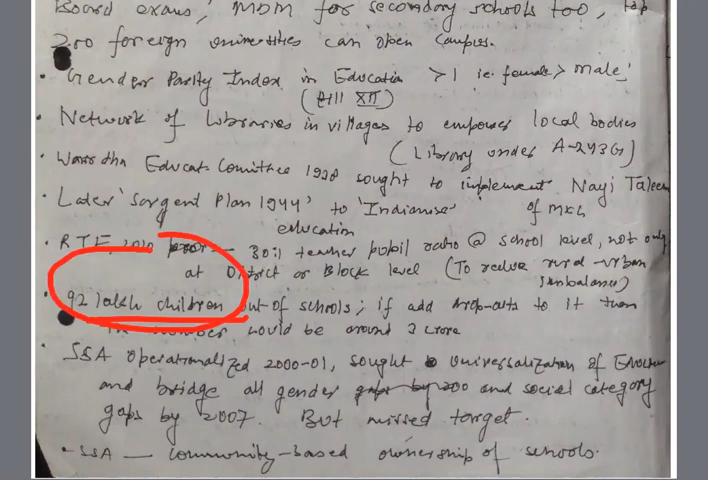 Board exams, MDM for secondary schools too, top
200 foreign universities can open campus.
• Gender Parity Index in Education >1 i.e. female > male,
(till XII)
• Network of libraries in villages to empower local bodies
(Library under A-243G)
• Wardha Educat. Comittee 1938 sought to implement Nayi Taleem
of MKG
• Later 'Sargent Plan 1944' to 'Indianise'
education
• RTE, 2010 — 30:1 teacher pupil ratio @ school level, not only
at District or Block level (To reduce rural-urban
imbalance)
• 92 lakh children out-of schools; if add drop-outs to it then
the number would be around 2 crore
• SSA operationalized 2000-01, sought universalization of
and bridge all gender gaps by 200 and social category
gaps by 2007. But missed target.
• SSA — community-based ownership of schools.